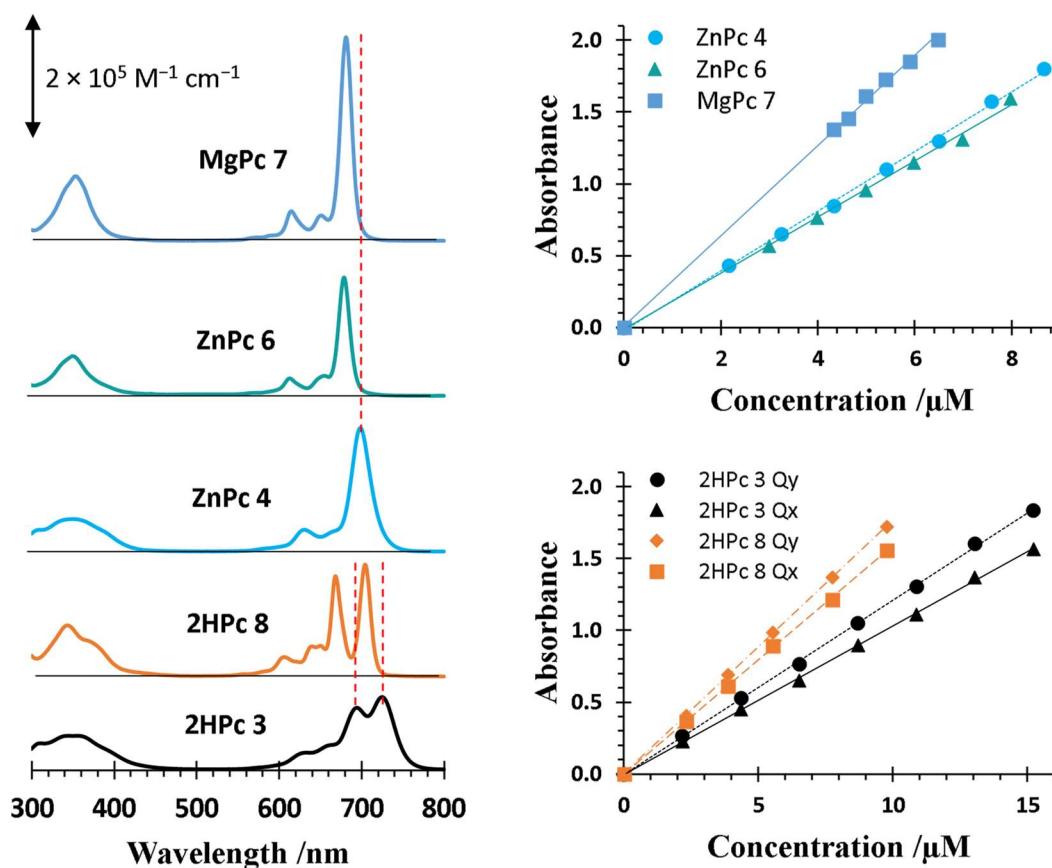 2 × 10⁵ M⁻¹ cm⁻¹
MgPc 7
ZnPc 6
ZnPc 4
2HPc 8
2HPc 3
300 400 500 600 700 800
Wavelength /nm
2.0
1.5
1.0
0.5
0.0
Absorbance
ZnPc 4
ZnPc 6
MgPc 7
0 2 4 6 8
Concentration /μM
2.0
1.5
1.0
0.5
0.0
Absorbance
2HPc 3 Qy
2HPc 3 Qx
2HPc 8 Qy
2HPc 8 Qx
0 5 10 15
Concentration /μM